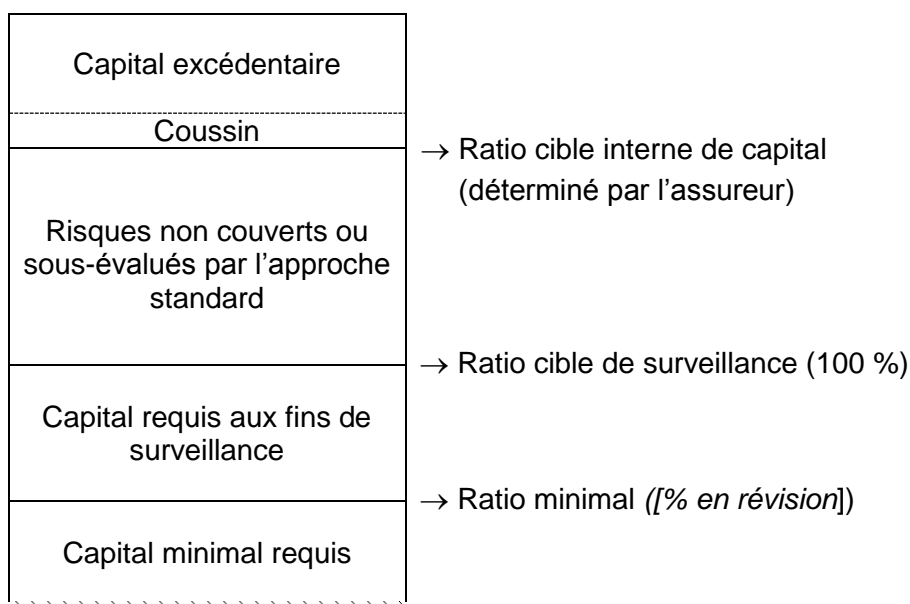 Capital excédentaire
Coussin
→ Ratio cible interne de capital
(déterminé par l'assureur)
Risques non couverts ou
sous-évalués par l'approche
standard
→ Ratio cible de surveillance (100 %)
Capital requis aux fins de
surveillance
→ Ratio minimal ([% en révision])
Capital minimal requis